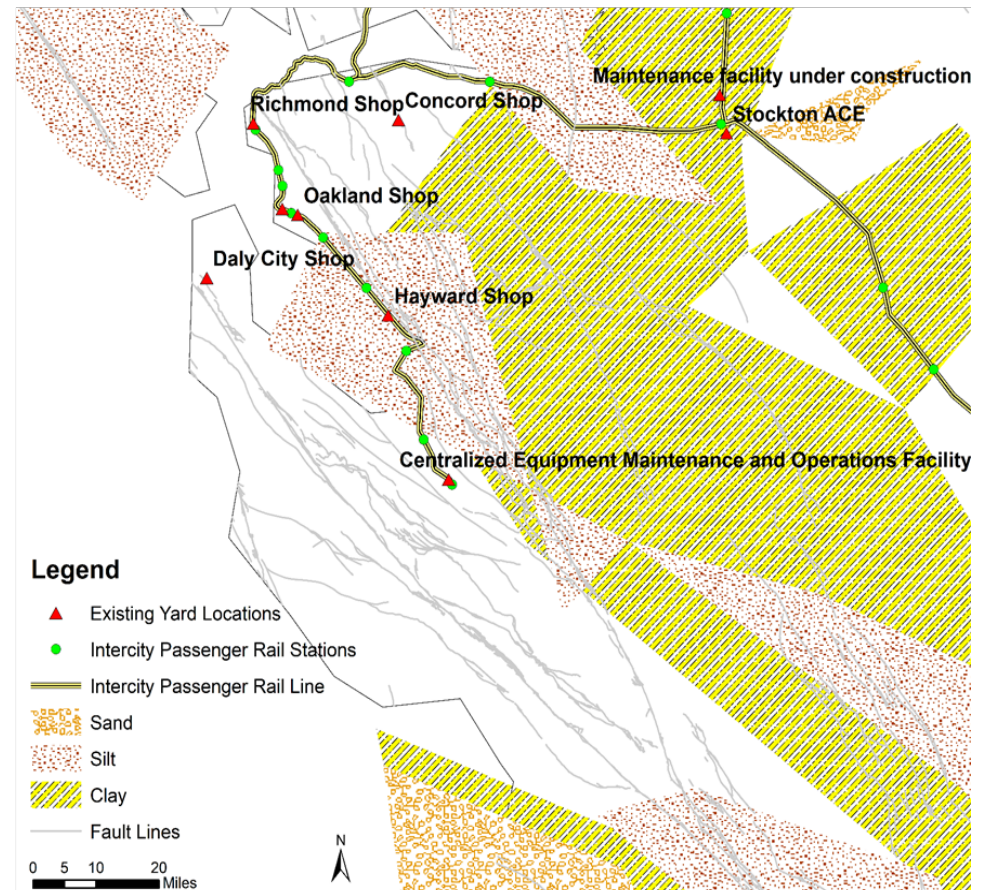 Maintenance facility under construction
Richmond Shop
Concord Shop
Stockton ACE
Oakland Shop
Daly City Shop
Hayward Shop
Centralized Equipment Maintenance and Operations Facility
Legend
Existing Yard Locations
Intercity Passenger Rail Stations
Intercity Passenger Rail Line
Sand
Silt
Clay
Fault Lines
N
0 5 10 20
Miles